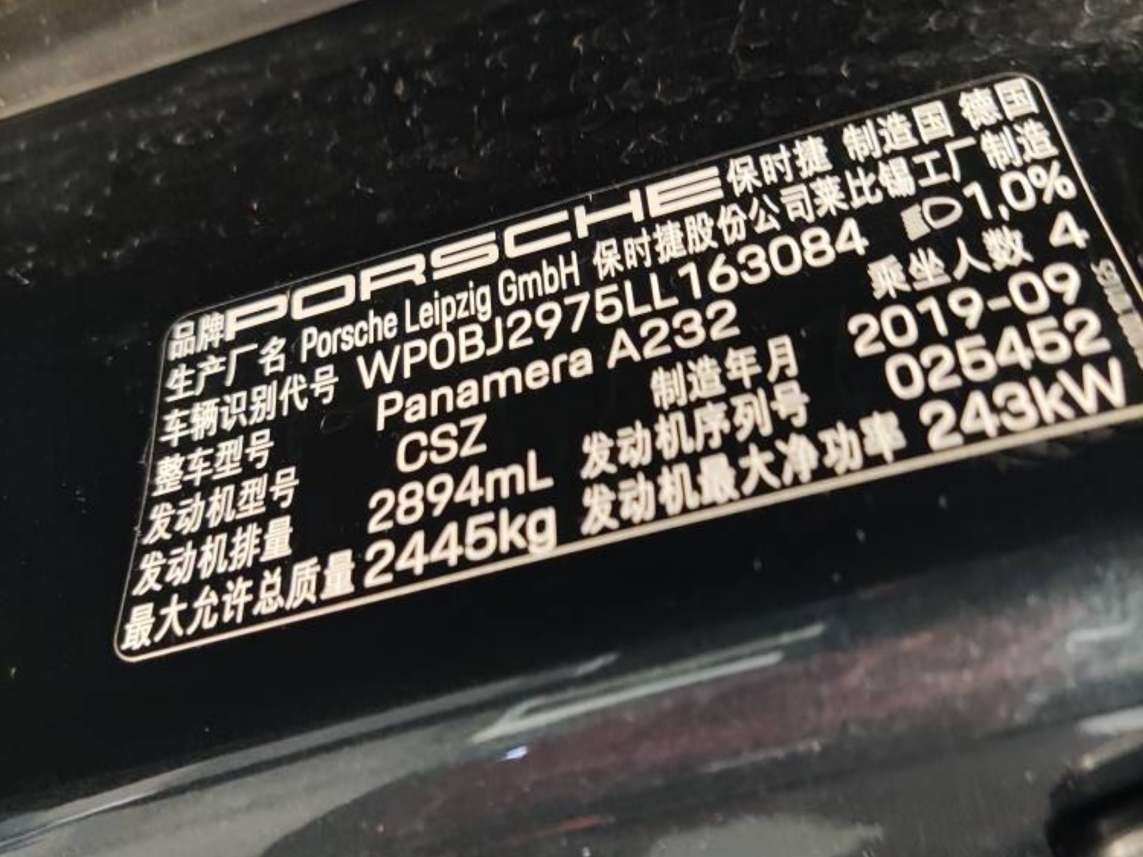 品牌 PORSCHE 保时捷 制造国 德国
生产厂名 Porsche Leipzig GmbH 保时捷股份公司莱比锡工厂制造
车辆识别代号 WP0BJ2975LL163084 1,0%
整车型号 Panamera A232 乘坐人数 4
发动机型号 CSZ 制造年月 2019-09
发动机排量 2894mL 发动机序列号 025452
最大允许总质量 2445kg 发动机最大净功率 243kW